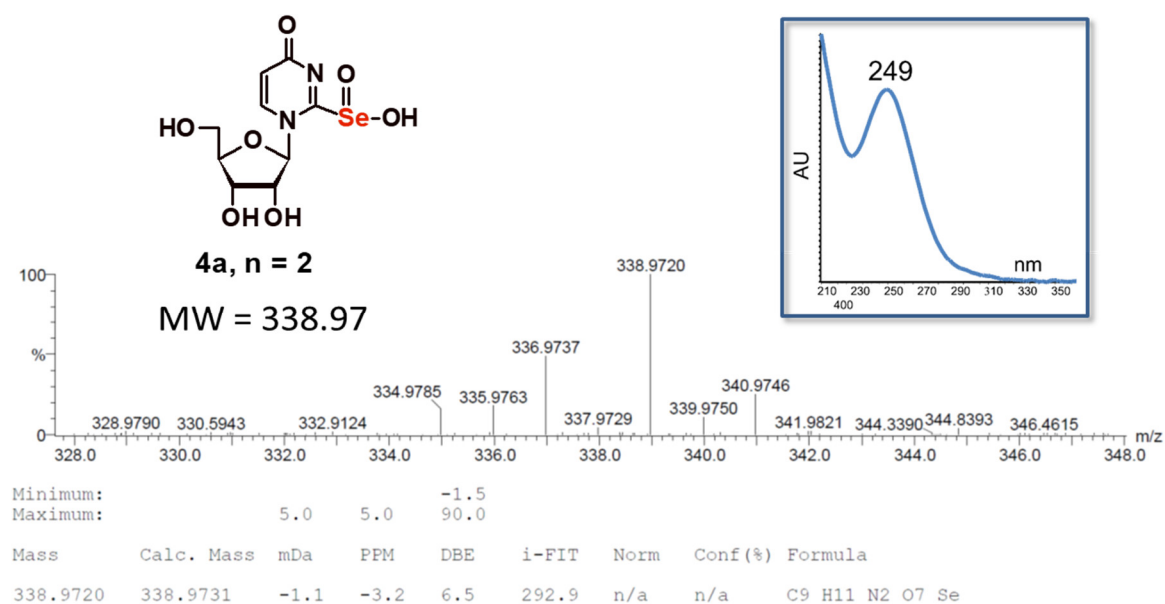 O
N
O
N
Se
OH
HO
O
OH
OH
4a, n = 2
MW = 338.97
249
AU
nm
210 230 250 270 290 310 330 350
400
100
%
0
338.9720
336.9737
334.9785
335.9763
340.9746
328.9790
330.5943
332.9124
337.9729
339.9750
341.9821
344.3390
344.8393
346.4615
m/z
328.0 330.0 332.0 334.0 336.0 338.0 340.0 342.0 344.0 346.0 348.0
Minimum: -1.5
Maximum: 5.0 5.0 90.0
Mass Calc. Mass mDa PPM DBE i-FIT Norm Conf(%) Formula
338.9720 338.9731 -1.1 -3.2 6.5 292.9 n/a n/a C9 H11 N2 O7 Se